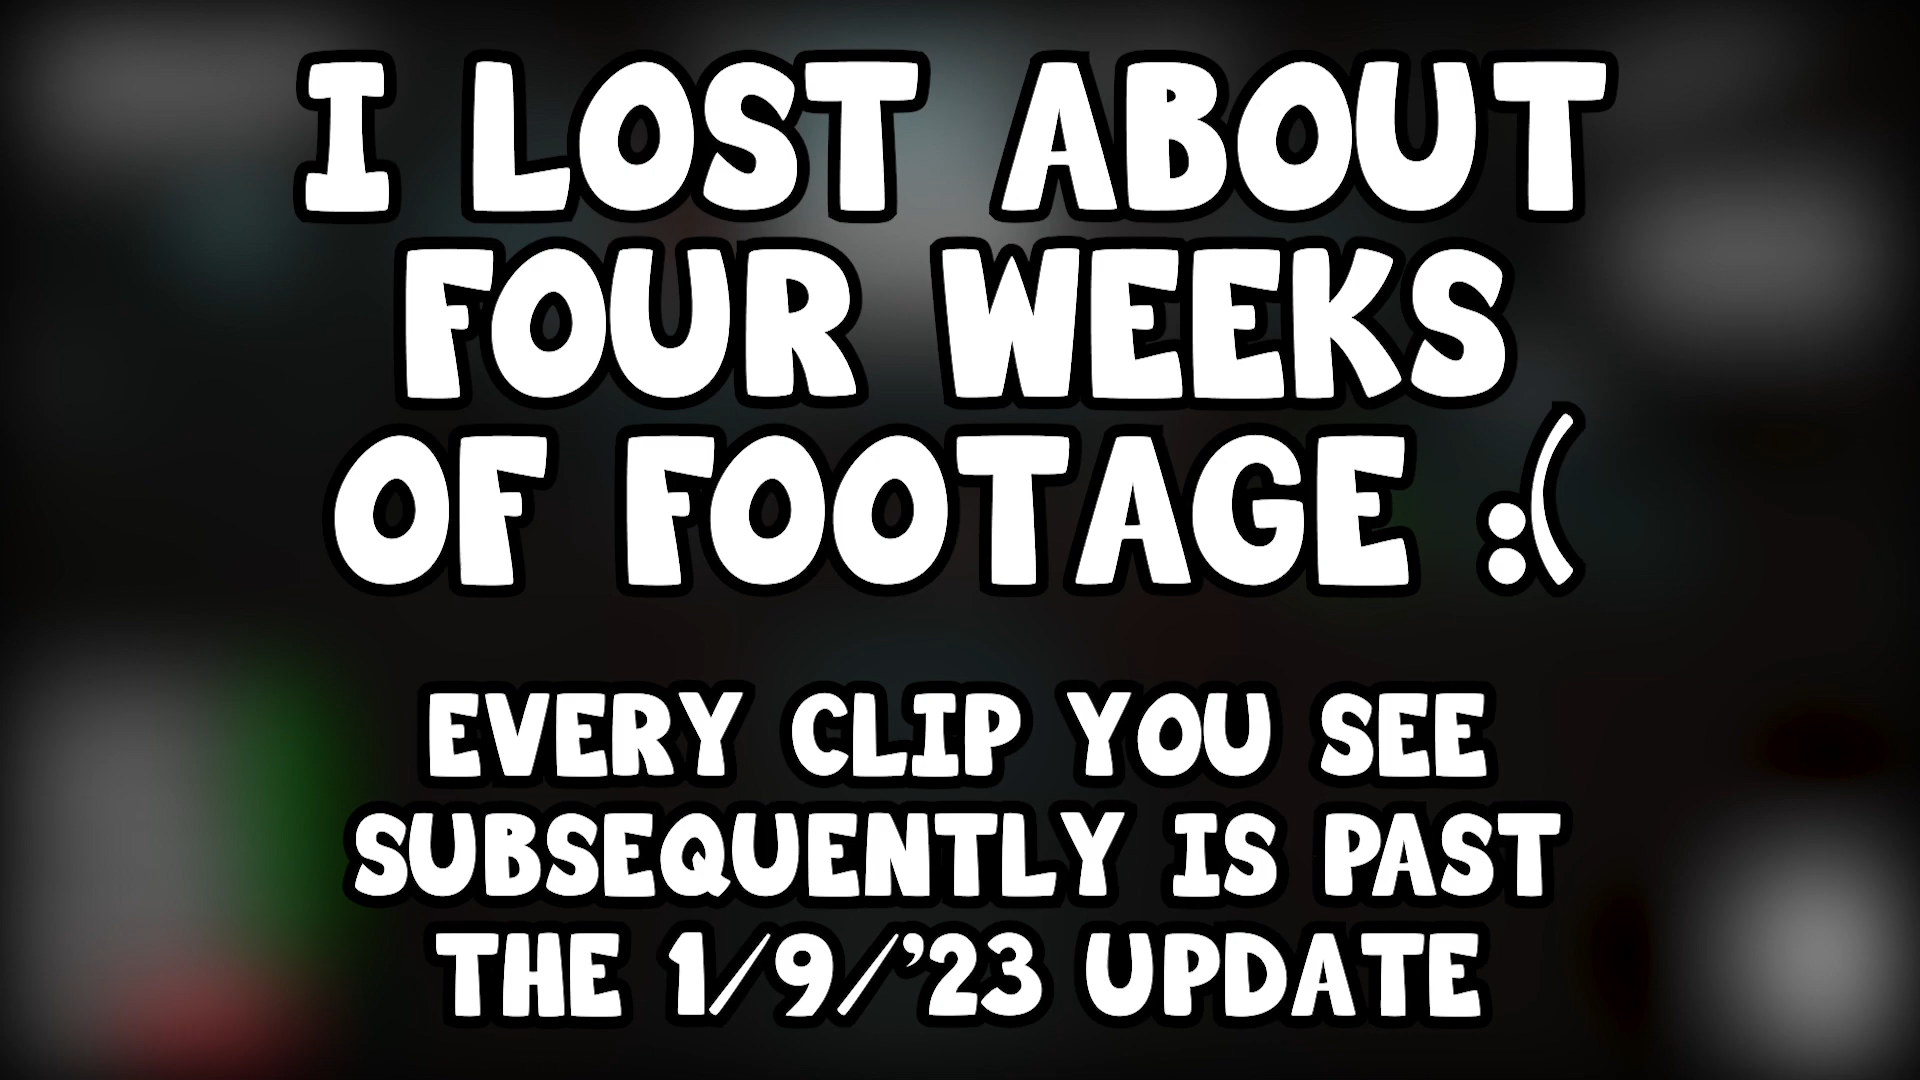 I LOST ABOUT
FOUR WEEKS
OF FOOTAGE :(
EVERY CLIP YOU SEE
SUBSEQUENTLY IS PAST
THE 1/9/'23 UPDATE